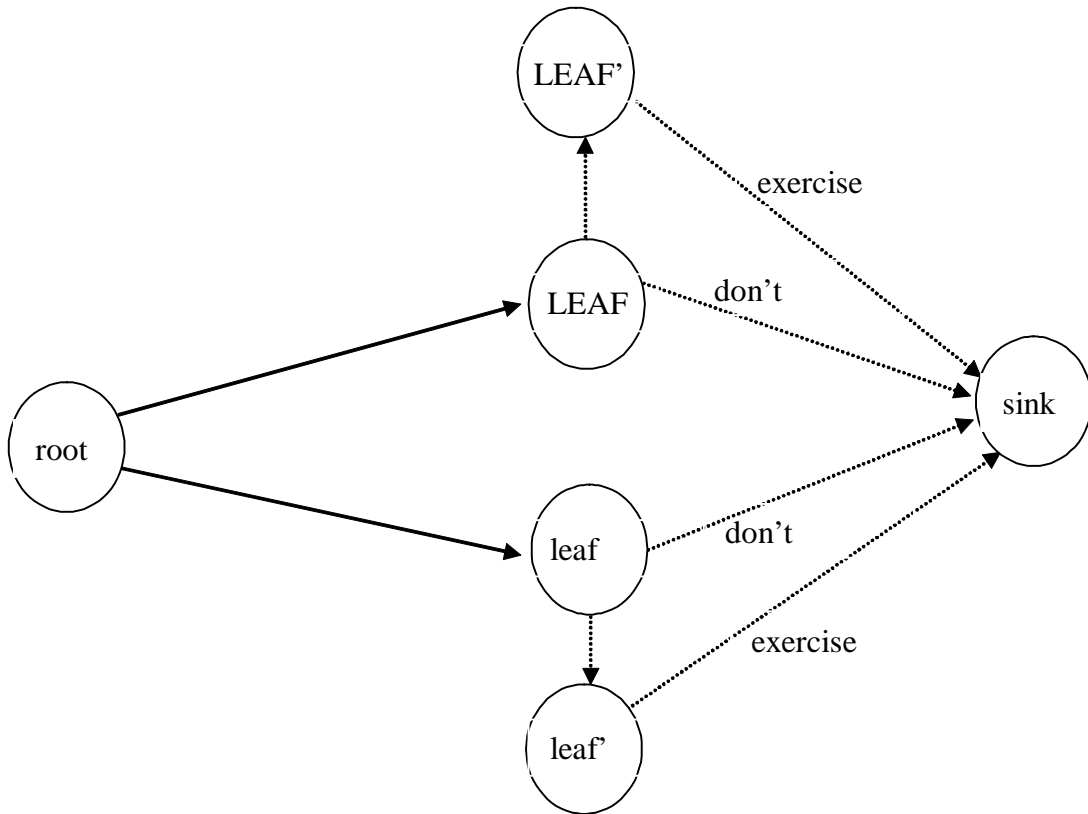 LEAF’
exercise
LEAF
don’t
sink
root
leaf
don’t
exercise
leaf’